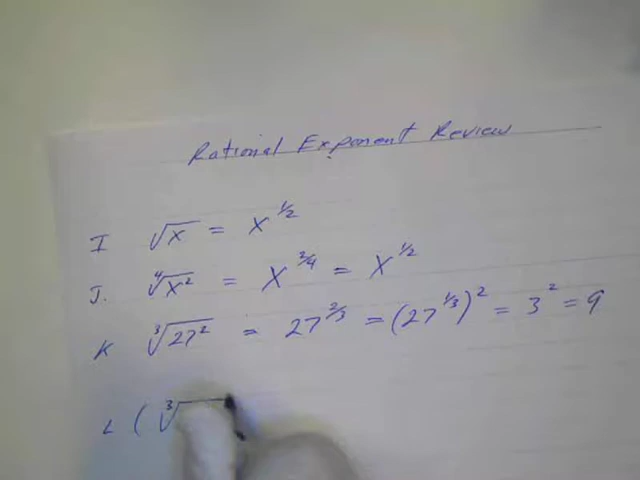 Rational Exponent Review
I √x = x^1/2
J. ⁴√x² = x^2/4 = x^1/2
K ³√27² = 27^2/3 = (27^1/3)² = 3² = 9
L (³√